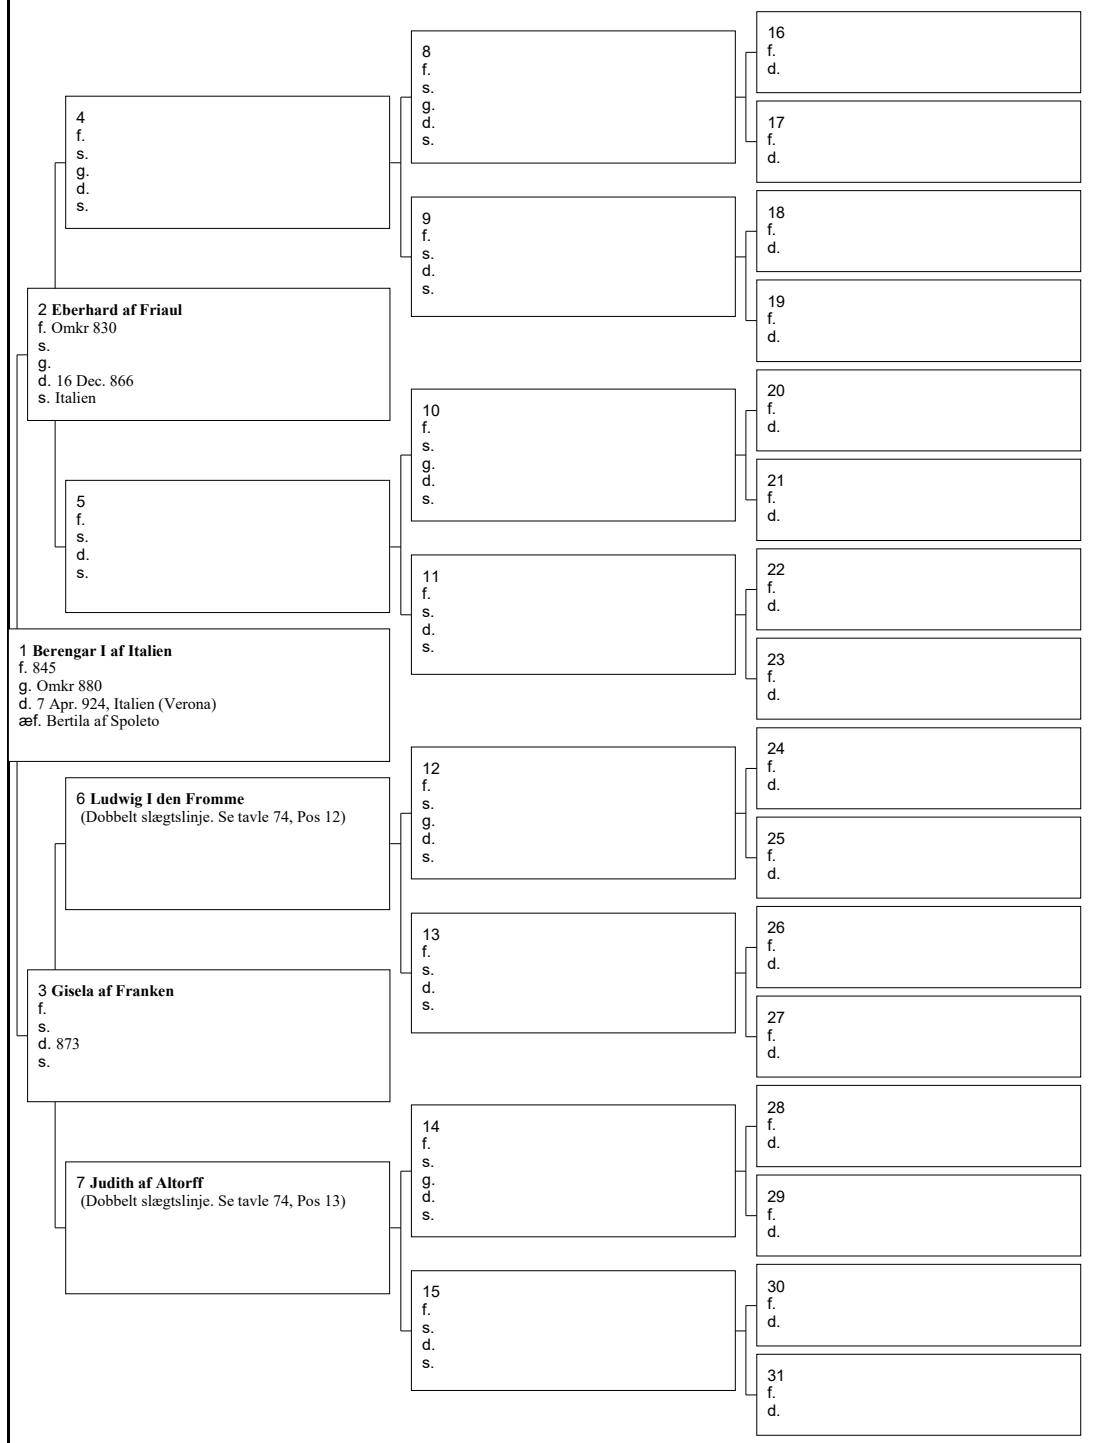 16
f.
d.
8
f.
s.
g.
d.
s.
17
f.
d.
4
f.
s.
g.
d.
s.
18
f.
d.
9
f.
s.
d.
s.
19
f.
d.
2 Eberhard af Friaul
f. Omkr 830
s.
g.
d. 16 Dec. 866
s. Italien
20
f.
d.
10
f.
s.
g.
d.
s.
21
f.
d.
5
f.
s.
d.
s.
22
f.
d.
11
f.
s.
d.
s.
23
f.
d.
1 Berengar I af Italien
f. 845
g. Omkr 880
d. 7 Apr. 924, Italien (Verona)
æf. Bertila af Spoleto
24
f.
d.
12
f.
s.
g.
d.
s.
6 Ludwig I den Fromme
(Dobbelt slægtslinje. Se tavle 74, Pos 12)
25
f.
d.
26
f.
d.
13
f.
s.
d.
s.
3 Gisela af Franken
f.
s.
d. 873
s.
27
f.
d.
28
f.
d.
14
f.
s.
g.
d.
s.
7 Judith af Altorff
(Dobbelt slægtslinje. Se tavle 74, Pos 13)
29
f.
d.
30
f.
d.
15
f.
s.
d.
s.
31
f.
d.